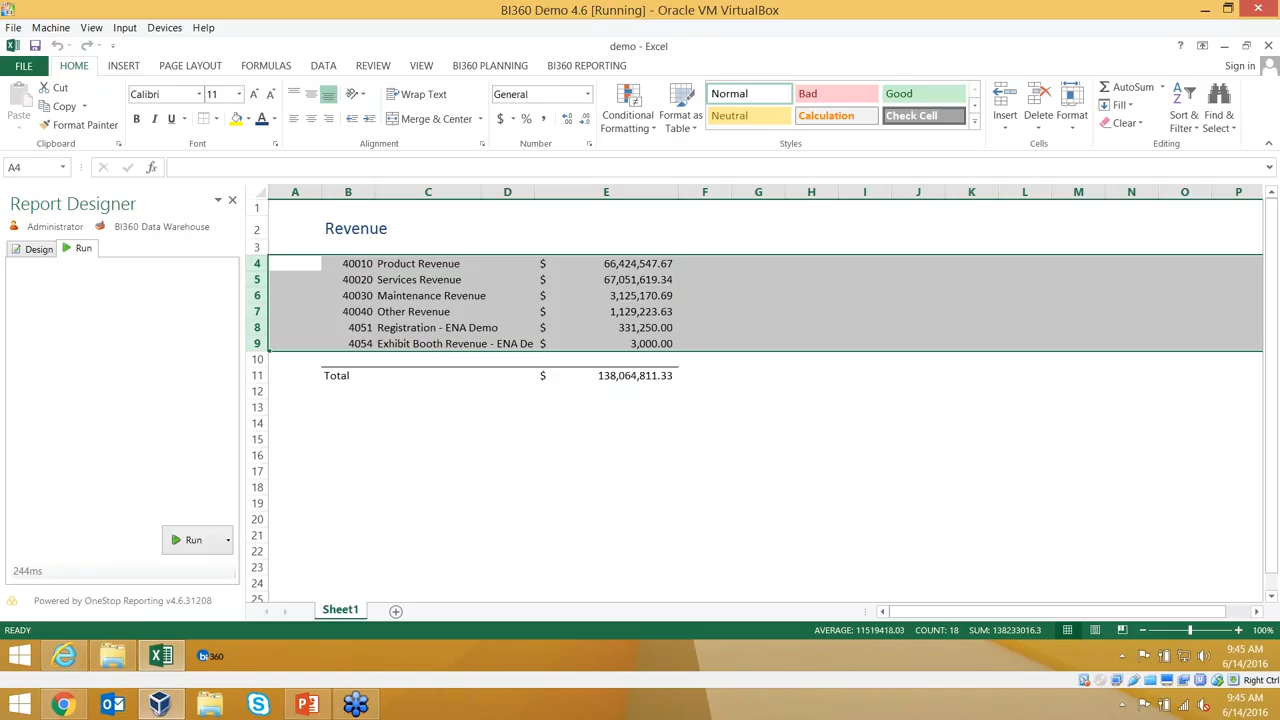 BI360 Demo 4.6 [Running] - Oracle VM VirtualBox
File Machine View Input Devices Help
demo - Excel
FILE HOME INSERT PAGE LAYOUT FORMULAS DATA REVIEW VIEW BI360 PLANNING BI360 REPORTING Sign in
Paste
Cut
Copy
Format Painter
Clipboard
Calibri 11
B I U
Font
Wrap Text
Merge & Center
Alignment
General
$ % ,
Number
Conditional Formatting
Format as Table
Normal Bad Good
Neutral Calculation Check Cell
Styles
Insert Delete Format
Cells
AutoSum
Fill
Clear
Sort & Filter
Find & Select
Editing
A4
fx
Report Designer
Administrator BI360 Data Warehouse
Design Run
Run
244ms
Powered by OneStop Reporting v4.6.31208
A B C D E F G H I J K L M N O P
1
2 Revenue
3
4 40010 Product Revenue $ 66,424,547.67
5 40020 Services Revenue $ 67,051,619.34
6 40030 Maintenance Revenue $ 3,125,170.69
7 40040 Other Revenue $ 1,129,223.63
8 4051 Registration - ENA Demo $ 331,250.00
9 4054 Exhibit Booth Revenue - ENA De $ 3,000.00
10
11 Total $ 138,064,811.33
12
13
14
15
16
17
18
19
20
21
22
23
24
25
Sheet1
READY AVERAGE: 11519418.03 COUNT: 18 SUM: 138233016.3 100%
bi360
9:45 AM
6/14/2016
Right Ctrl
9:45 AM
6/14/2016